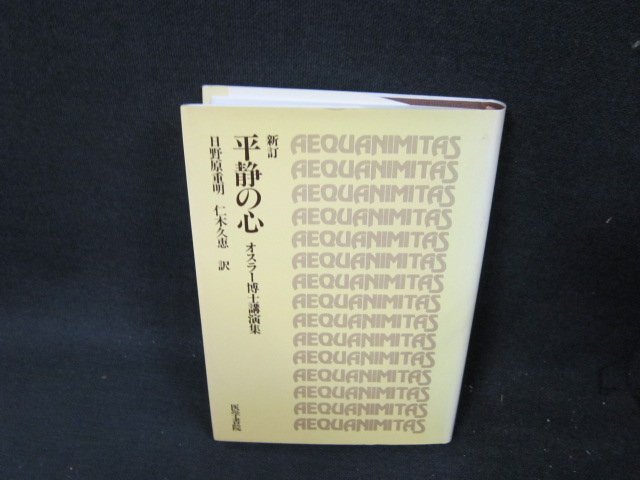 新訂
平静の心
オスラー博士講演集
日野原重明 仁木久恵 訳
医学書院
AEQUANIMITAS
AEQUANIMITAS
AEQUANIMITAS
AEQUANIMITAS
AEQUANIMITAS
AEQUANIMITAS
AEQUANIMITAS
AEQUANIMITAS
AEQUANIMITAS
AEQUANIMITAS
AEQUANIMITAS
AEQUANIMITAS
AEQUANIMITAS
AEQUANIMITAS